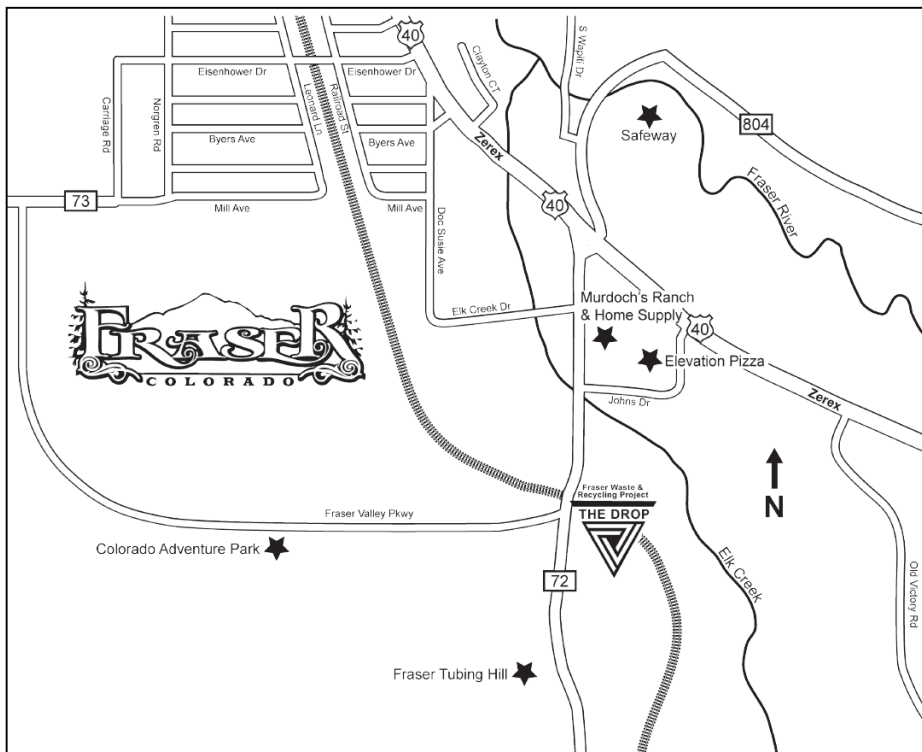 40
S Wapiti Dr
Clayton CT
Eisenhower Dr
Eisenhower Dr
Carriage Rd
Norgren Rd
Leonard Ln
Railroad St
804
Safeway
Byers Ave
Byers Ave
Zerex
Fraser River
73
Mill Ave
Mill Ave
40
Doc Susie Ave
Elk Creek Dr
Murdoch's Ranch
& Home Supply
40
Elevation Pizza
FRASER
COLORADO
Johns Dr
Zerex
N
Fraser Waste &
Recycling Project
THE DROP
Fraser Valley Pkwy
Colorado Adventure Park
72
Elk Creek
Old Victory Rd
Fraser Tubing Hill